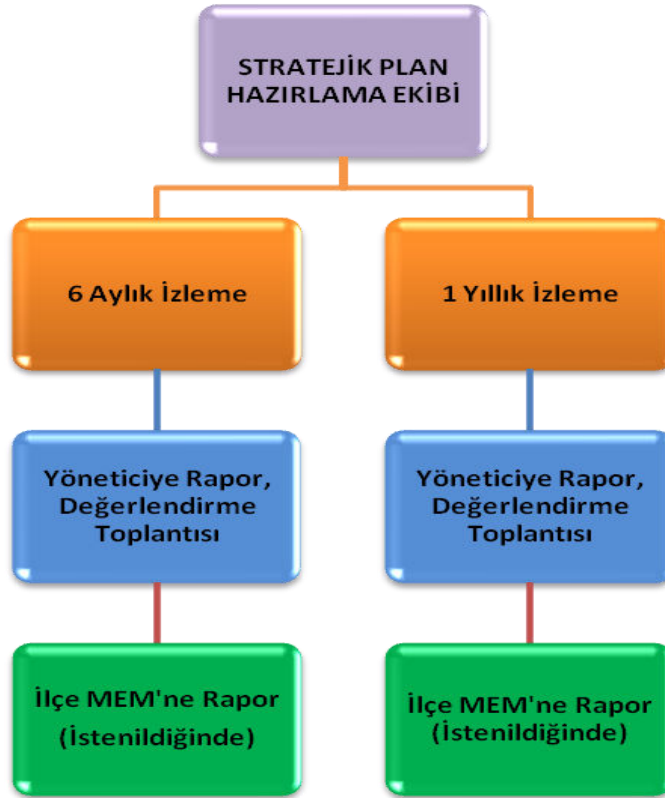 STRATEJİK PLAN
HAZIRLAMA EKİBİ
6 Aylık İzleme
1 Yıllık İzleme
Yöneticiye Rapor,
Değerlendirme
Toplantısı
Yöneticiye Rapor,
Değerlendirme
Toplantısı
İlçe MEM'ne Rapor
(İstenildiğinde)
İlçe MEM'ne Rapor
(İstenildiğinde)